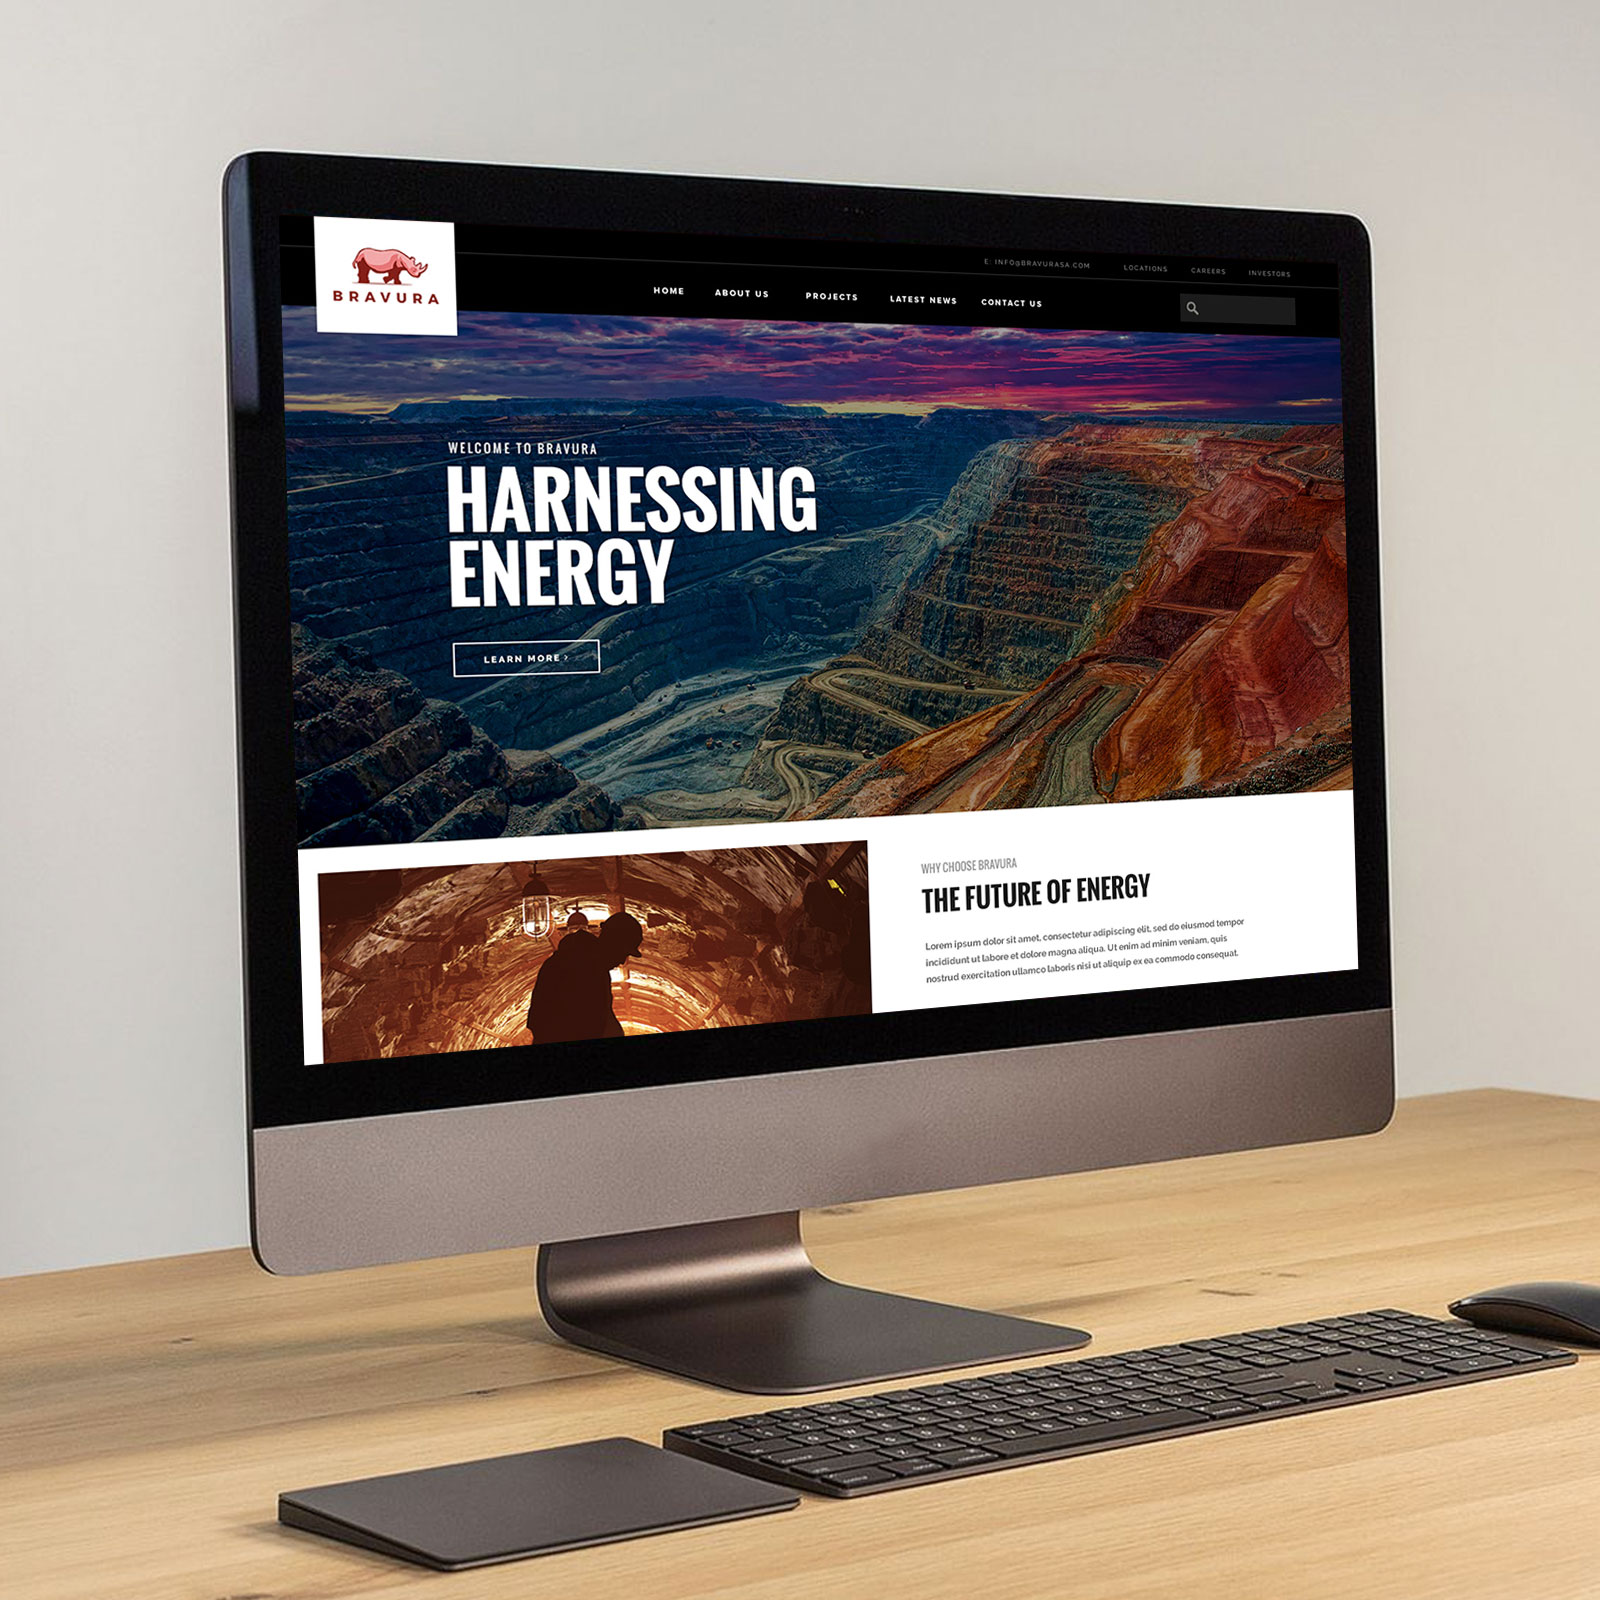 BRAVURA
E: INFO@BRAVURASA.COM
LOCATIONS
CAREERS
INVESTORS
HOME
ABOUT US
PROJECTS
LATEST NEWS
CONTACT US
WELCOME TO BRAVURA
HARNESSING
ENERGY
LEARN MORE >
WHY CHOOSE BRAVURA
THE FUTURE OF ENERGY
Lorem ipsum dolor sit amet, consectetur adipiscing elit, sed do eiusmod tempor
incididunt ut labore et dolore magna aliqua. Ut enim ad minim veniam, quis
nostrud exercitation ullamco laboris nisi ut aliquip ex ea commodo consequat.